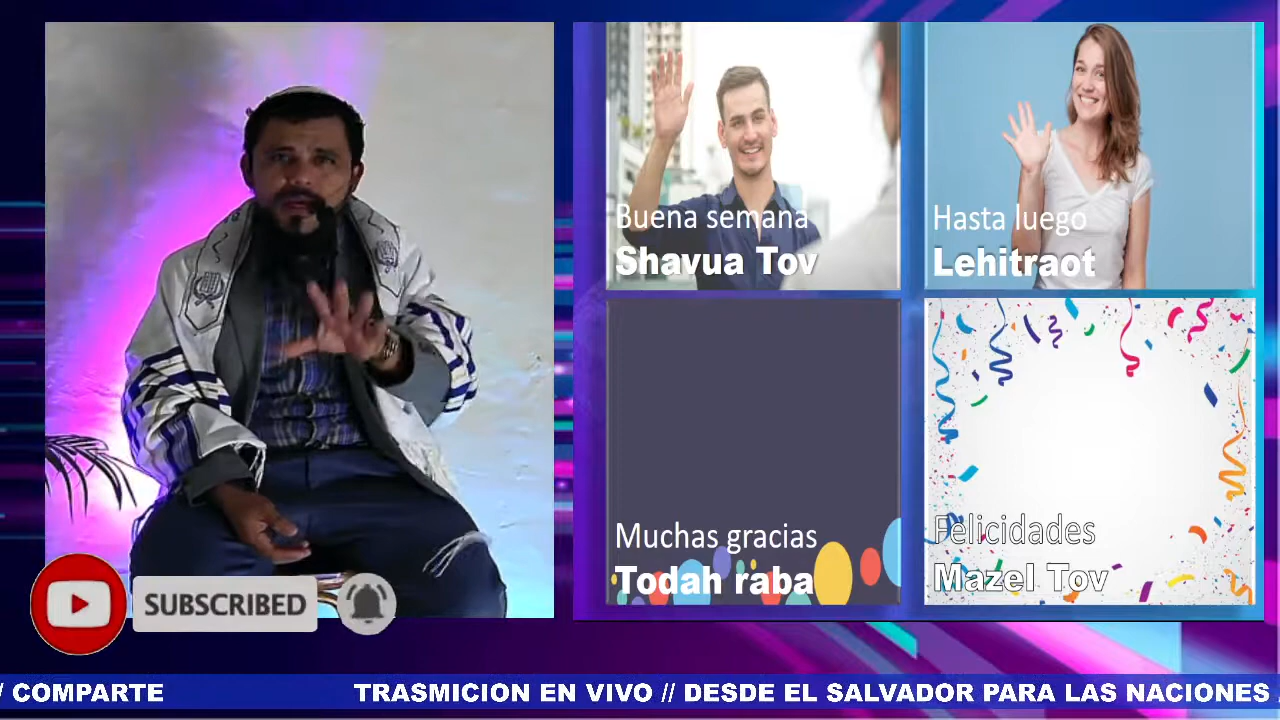 Buena semana
Shavua Tov
Hasta luego
Lehitraot
Muchas gracias
Todah raba
Felicidades
Mazel Tov
SUBSCRIBED
/ COMPARTE
TRASMICION EN VIVO // DESDE EL SALVADOR PARA LAS NACIONES